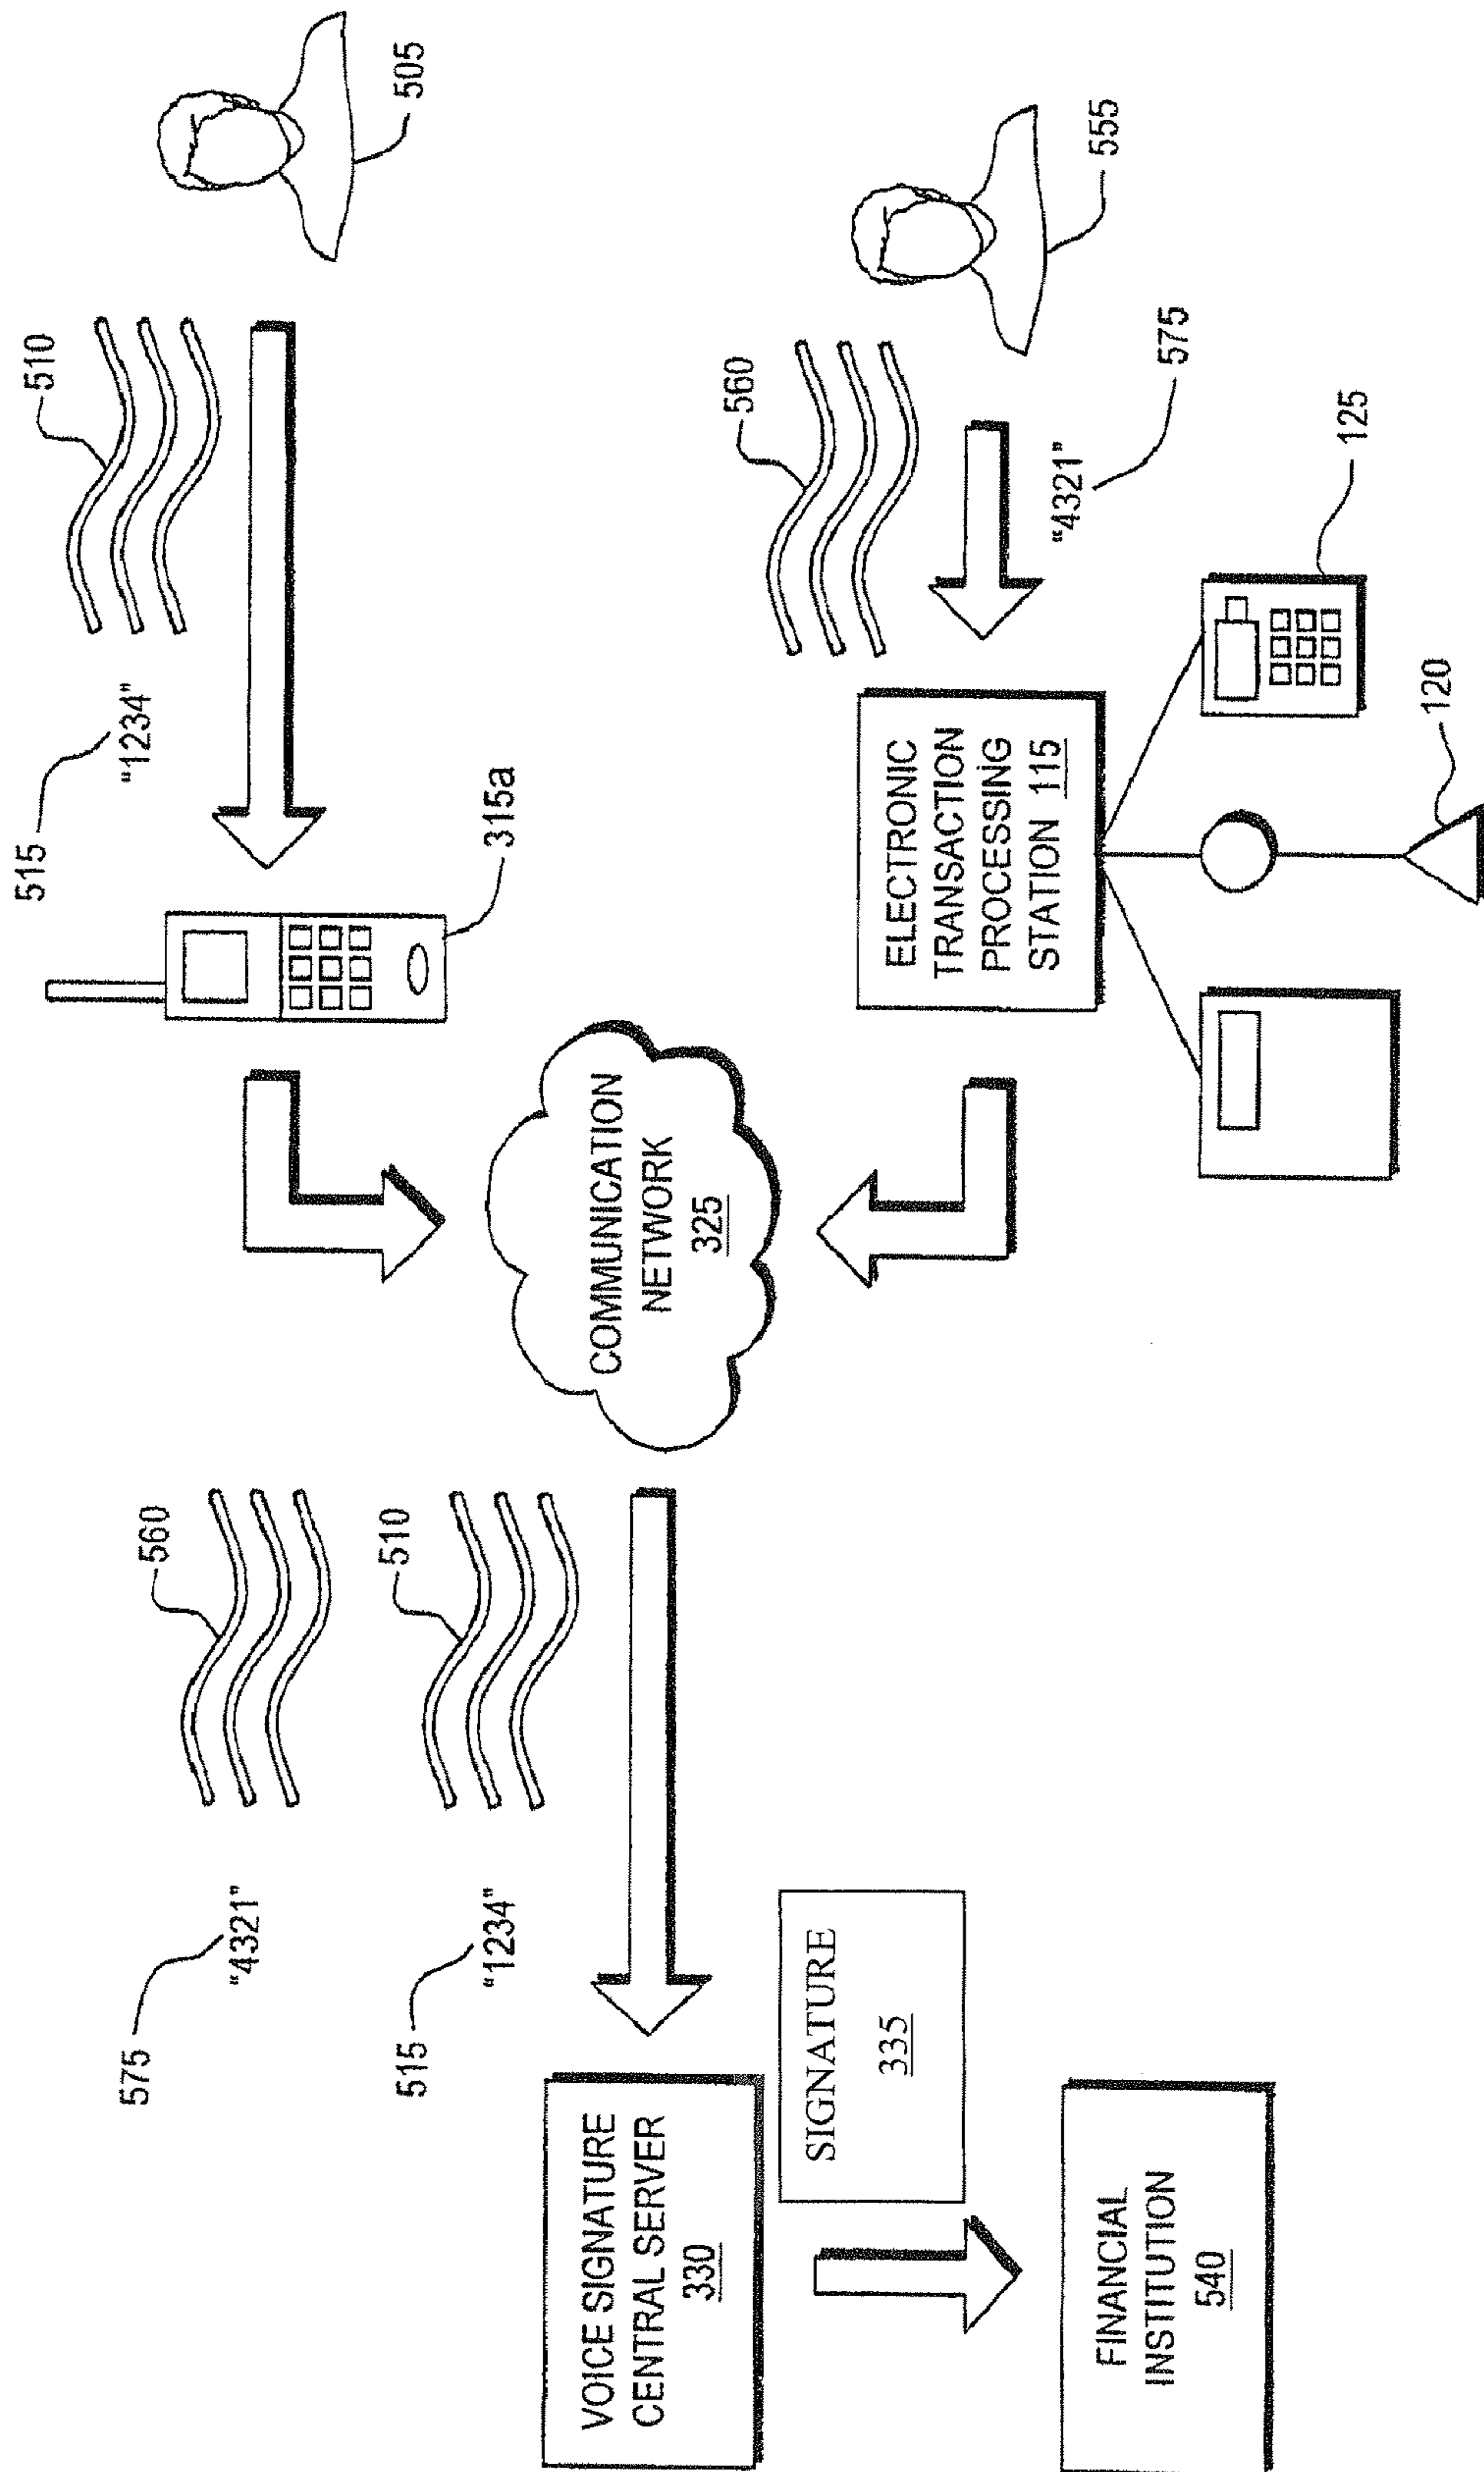 515
510
"1234"
505
315a
575
560
"4321"
515
510
"1234"
COMMUNICATION
NETWORK
325
VOICE SIGNATURE
CENTRAL SERVER
330
SIGNATURE
335
FINANCIAL
INSTITUTION
540
560
555
"4321"
575
ELECTRONIC
TRANSACTION
PROCESSING
STATION 115
125
120